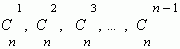 C_n^1, C_n^2, C_n^3, ..., C_n^{n-1}